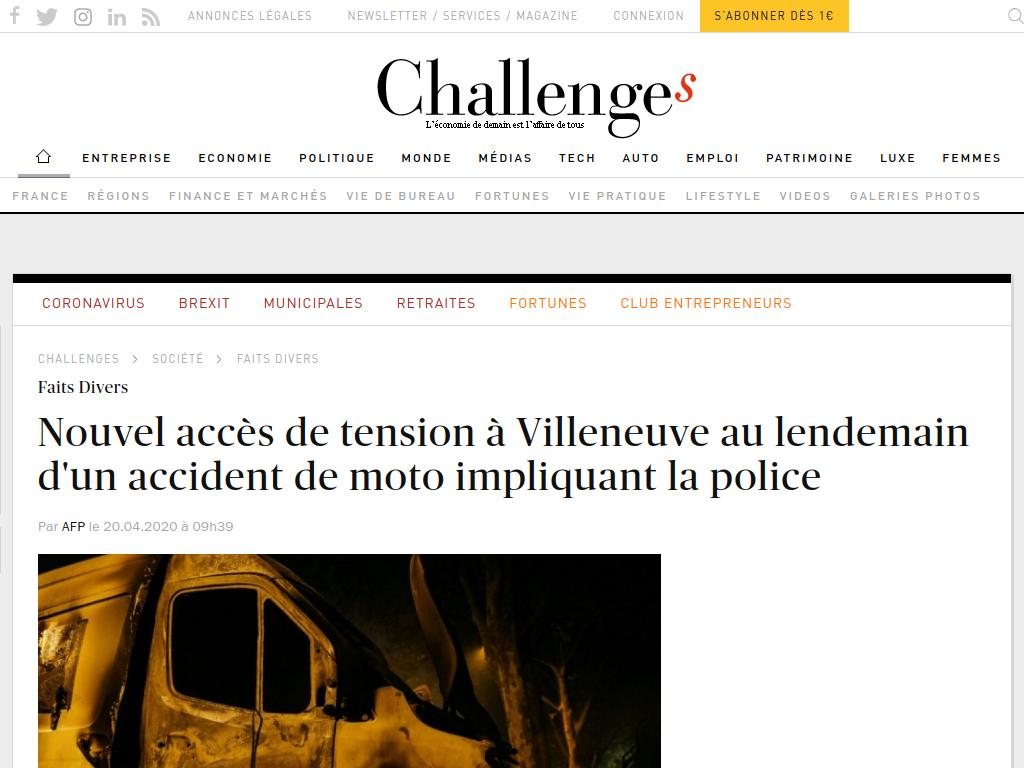 ANNONCES LÉGALES NEWSLETTER / SERVICES / MAGAZINE CONNEXION S'ABONNER DÈS 1€
Challenges
L'économie de demain est l'affaire de tous
ENTREPRISE ECONOMIE POLITIQUE MONDE MÉDIAS TECH AUTO EMPLOI PATRIMOINE LUXE FEMMES
FRANCE RÉGIONS FINANCE ET MARCHÉS VIE DE BUREAU FORTUNES VIE PRATIQUE LIFESTYLE VIDEOS GALERIES PHOTOS
CORONAVIRUS BREXIT MUNICIPALES RETRAITES FORTUNES CLUB ENTREPRENEURS
CHALLENGES > SOCIÉTÉ > FAITS DIVERS
Faits Divers
Nouvel accès de tension à Villeneuve au lendemain
d'un accident de moto impliquant la police
Par AFP le 20.04.2020 à 09h39